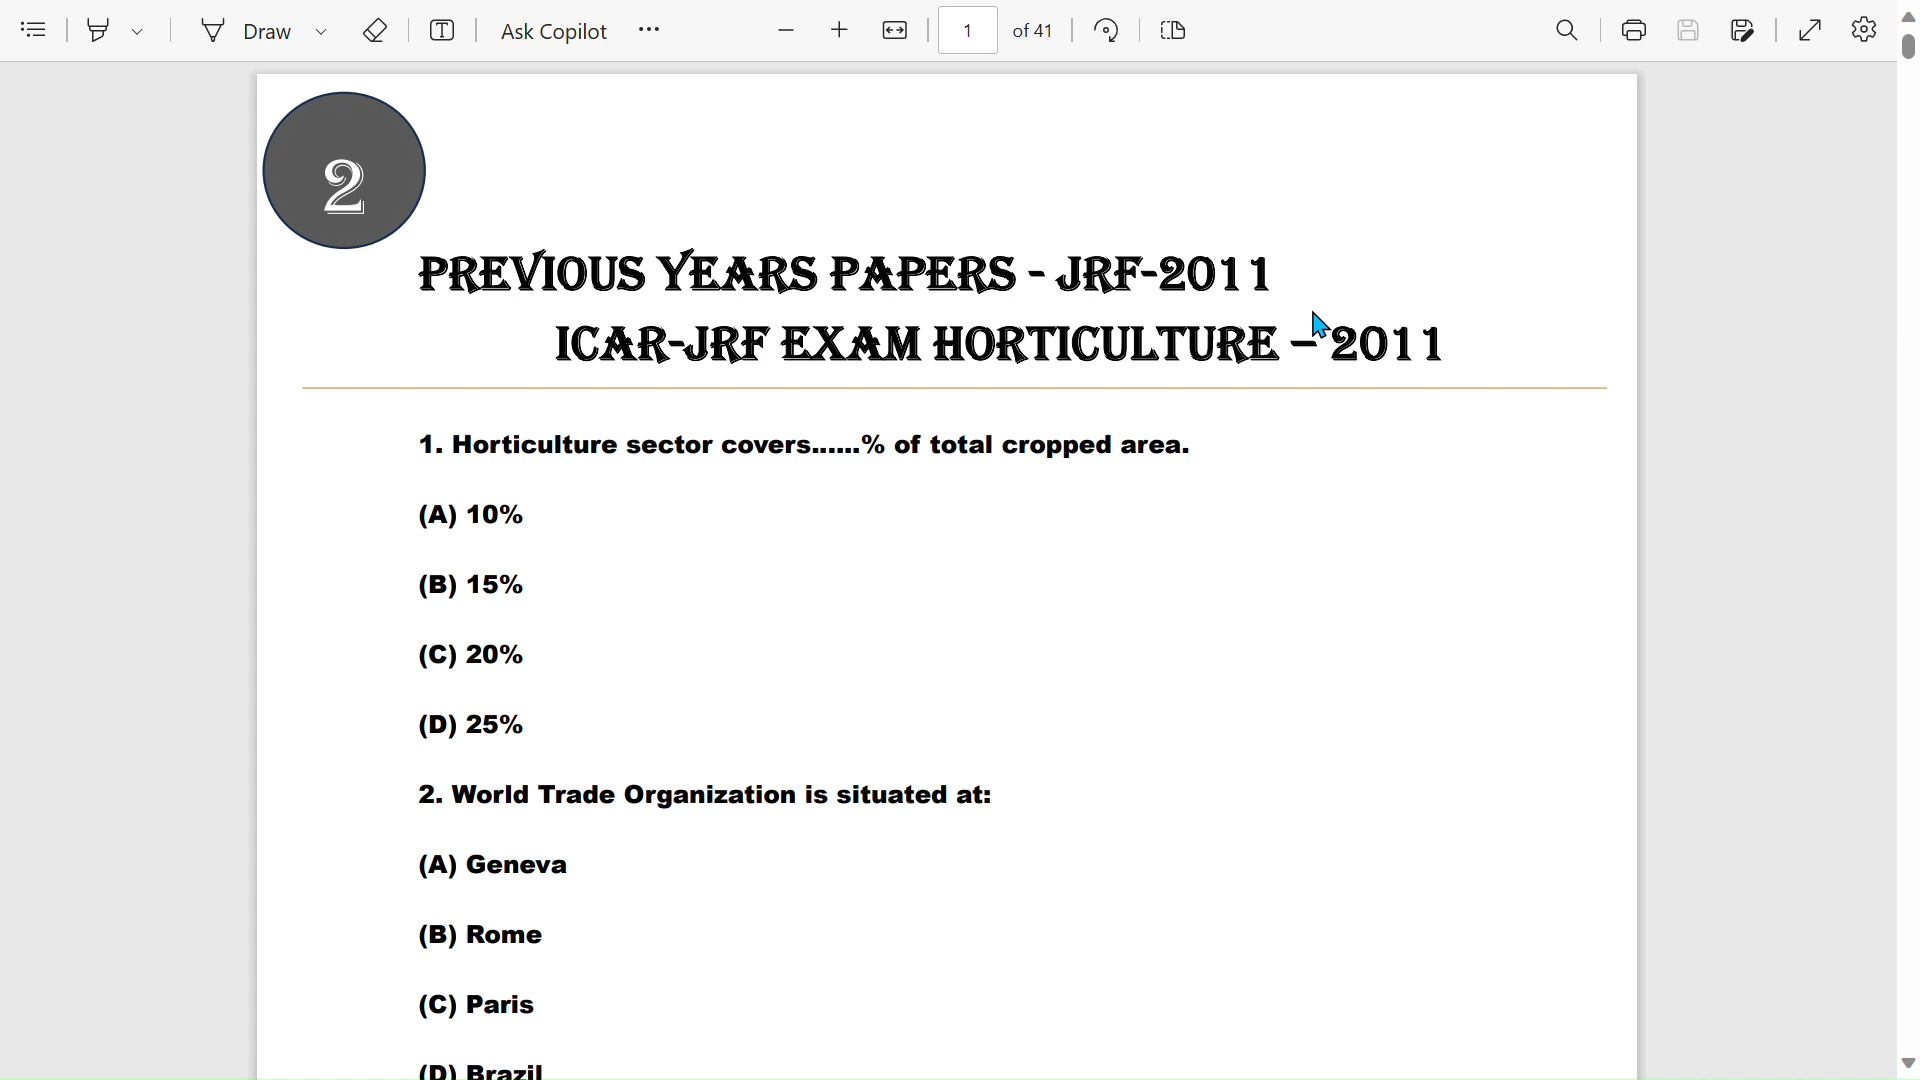 Draw
Ask Copilot
1 of 41
2
PREVIOUS YEARS PAPERS - JRF-2011
ICAR-JRF EXAM HORTICULTURE – 2011
1. Horticulture sector covers......% of total cropped area.
(A) 10%
(B) 15%
(C) 20%
(D) 25%
2. World Trade Organization is situated at:
(A) Geneva
(B) Rome
(C) Paris
(D) Brazil